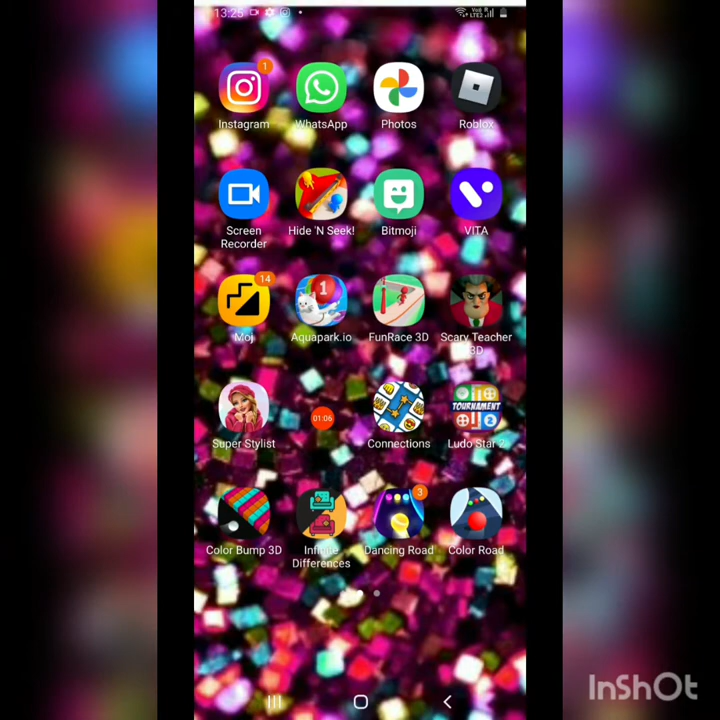 13:25
Vo8 R
LTE2
1
Instagram
WhatsApp
Photos
Roblox
Screen
Recorder
Hide 'N Seek!
Bitmoji
VITA
14
Moj
1
Aquapark.io
FunRace 3D
Scary Teacher
3D
Super Stylist
01:06
Connections
TOURNAMENT
Ludo Star 2
Color Bump 3D
Infinite
Differences
3
Dancing Road
Color Road
InShOt